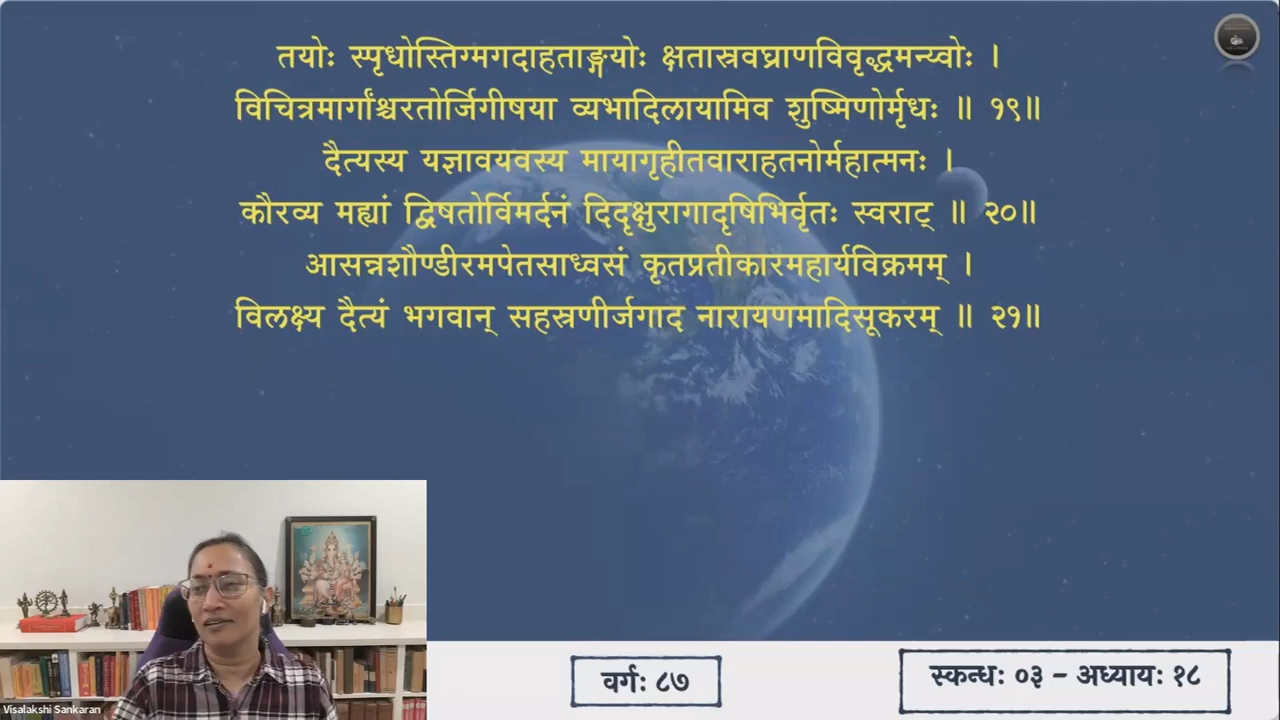 तयोः स्पृधोस्तिग्मगदाहताङ्गयोः क्षतास्रवघ्राणविवृद्धमन्य्वोः ।
विचित्रमार्गांश्चरतोर्जिगीषया व्यभादिलायामिव शुष्मिणोर्मृधः ॥ १९॥
दैत्यस्य यज्ञावयवस्य मायागृहीतवाराहतनोर्महात्मनः ।
कौरव्य मह्यां द्विषतोर्विमर्दनं दिदृक्षुरागादृषिभिर्वृतः स्वराट् ॥ २०॥
आसन्नशौण्डीरमपेतसाध्वसं कृतप्रतीकारमहार्यविक्रमम् ।
विलक्ष्य दैत्यं भगवान् सहस्रणीर्जगाद नारायणमादिसूकरम् ॥ २१॥
वर्गः ८७
स्कन्धः ०३ - अध्यायः १८
Visalakshi Sankaran